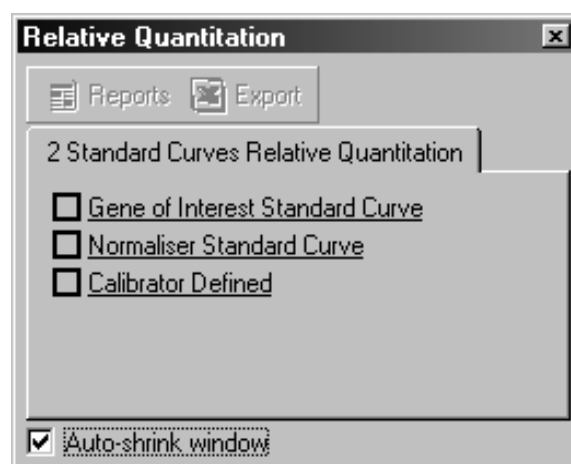 Relative Quantitation
Reports Export
2 Standard Curves Relative Quantitation
Gene of Interest Standard Curve
Normaliser Standard Curve
Calibrator Defined
Auto-shrink window